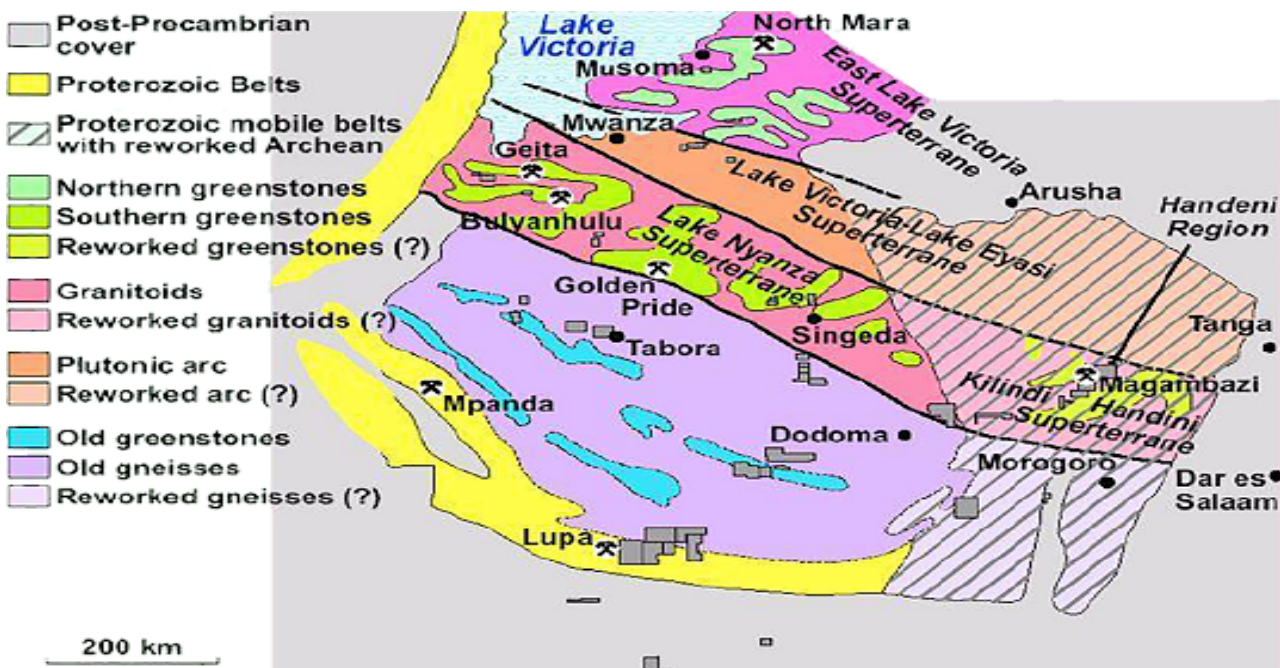 Post-Precambrian
cover
Proterozoic Belts
Proterczoic mobile belts
with reworked Archean
Northern greenstones
Southern greenstones
Reworked greenstones (?)
Granitoids
Reworked granitoids (?)
Plutonic arc
Reworked arc (?)
Old greenstones
Old gneisses
Reworked gneisses (?)
200 km
Lake
Victoria
North Mara
Musoma
East Lake Victoria
Superterrane
Mwanza
Geita
Bulyanhulu
Lake Victoria-Lake Eyasi
Superterrane
Arusha
Handeni
Region
Lake Nyanza
Superterrane
Golden
Pride
Singeda
Tabora
Tanga
Magambazi
Kilindi
Handini
Superterrane
Mpanda
Dodoma
Morogoro
Dar es
Salaam
Lupa